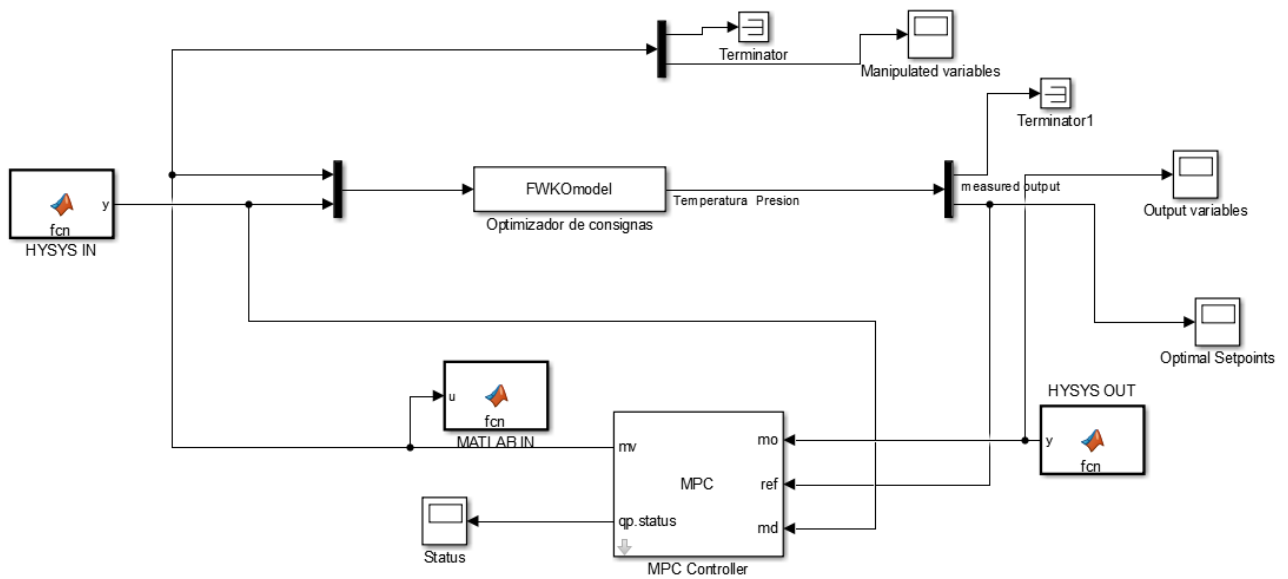 Terminator
Manipulated variables
Terminator1
y
fcn
HYSYS IN
FWKOmodel
Optimizador de consignas
Temperatura Presion
measured output
Output variables
Optimal Setpoints
u
fcn
MATLAB IN
HYSYS OUT
y
fcn
mv
mo
MPC
ref
qp.status
md
Status
MPC Controller